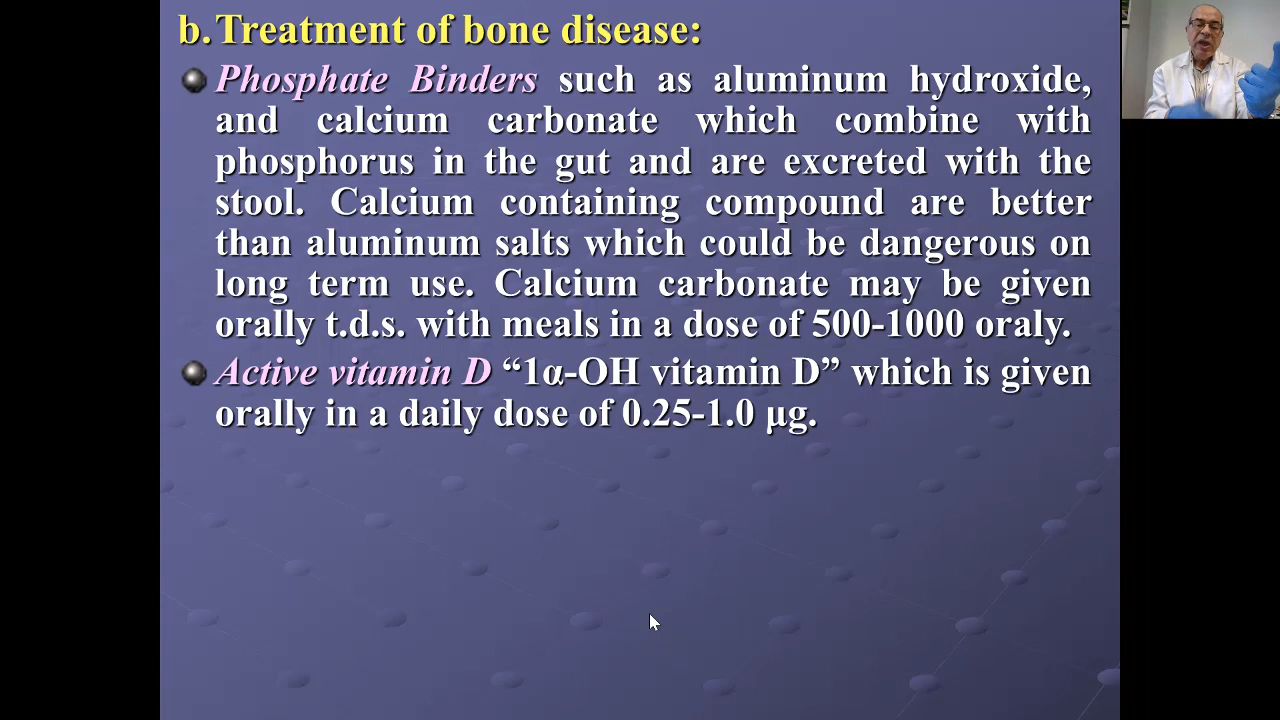 b. Treatment of bone disease:
Phosphate Binders such as aluminum hydroxide,
and calcium carbonate which combine with
phosphorus in the gut and are excreted with the
stool. Calcium containing compound are better
than aluminum salts which could be dangerous on
long term use. Calcium carbonate may be given
orally t.d.s. with meals in a dose of 500-1000 oraly.
Active vitamin D “1α-OH vitamin D” which is given
orally in a daily dose of 0.25-1.0 μg.